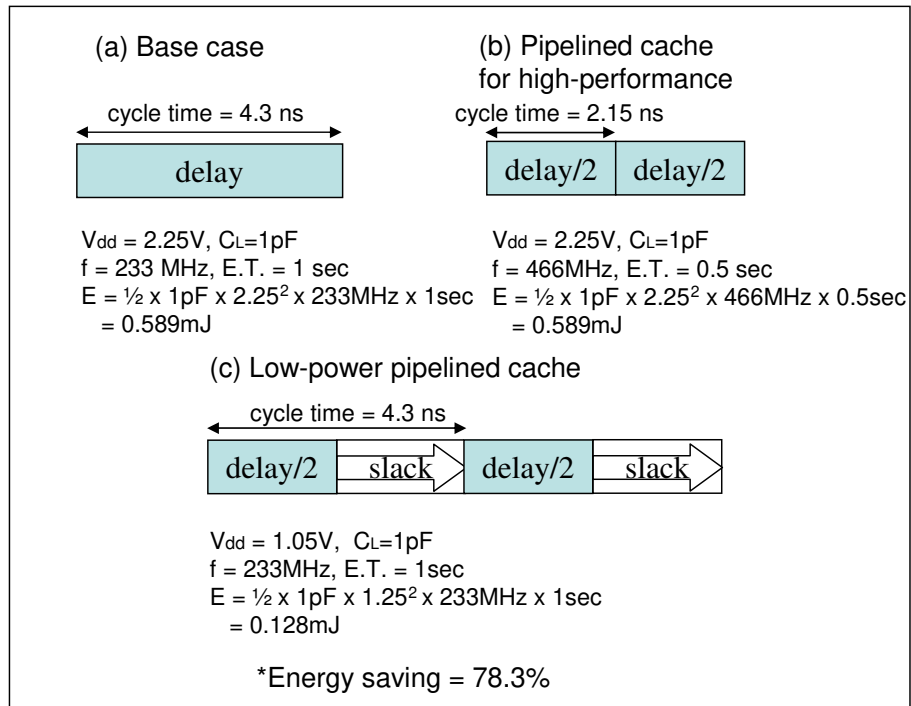 (a) Base case
cycle time = 4.3 ns
delay
Vdd = 2.25V, CL=1pF
f = 233 MHz, E.T. = 1 sec
E = ½ x 1pF x 2.25² x 233MHz x 1sec
= 0.589mJ
(b) Pipelined cache
for high-performance
cycle time = 2.15 ns
delay/2 delay/2
Vdd = 2.25V, CL=1pF
f = 466MHz, E.T. = 0.5 sec
E = ½ x 1pF x 2.25² x 466MHz x 0.5sec
= 0.589mJ
(c) Low-power pipelined cache
cycle time = 4.3 ns
delay/2 slack delay/2 slack
Vdd = 1.05V, CL=1pF
f = 233MHz, E.T. = 1sec
E = ½ x 1pF x 1.25² x 233MHz x 1sec
= 0.128mJ
*Energy saving = 78.3%